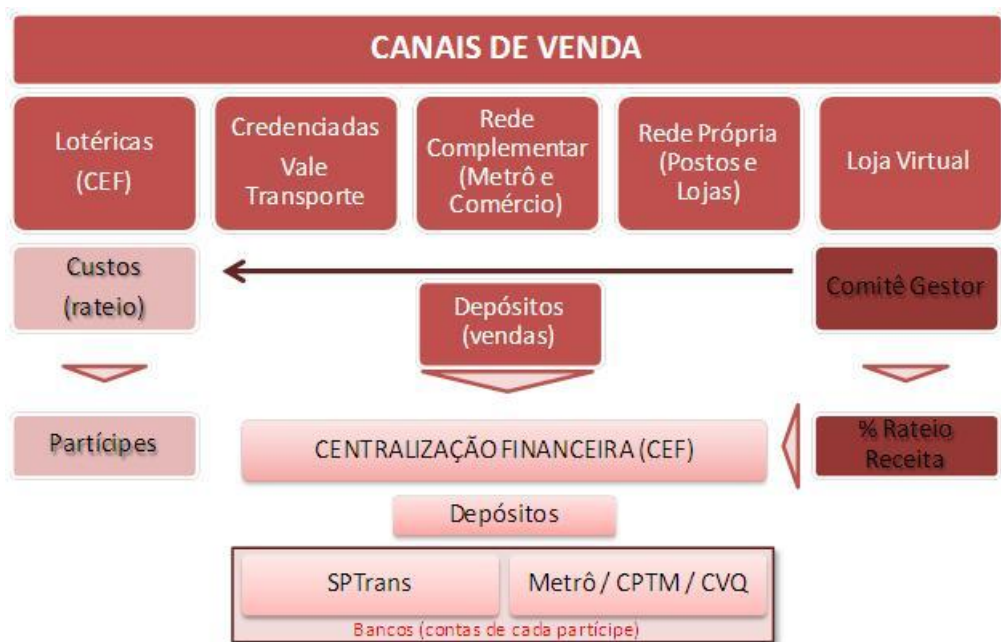 CANAIS DE VENDA
Lotéricas
(CEF)
Credenciadas
Vale
Transporte
Rede
Complementar
(Metrô e
Comércio)
Rede Própria
(Postos e
Lojas)
Loja Virtual
Custos
(rateio)
Depósitos
(vendas)
Comitê Gestor
Partícipes
CENTRALIZAÇÃO FINANCEIRA (CEF)
% Rateio
Receita
Depósitos
SPTrans
Metrô / CPTM / CVQ
Bancos (contas de cada partícipe)